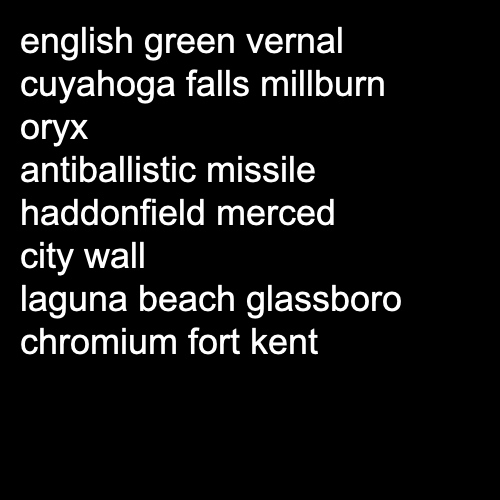 english green vernal
cuyahoga falls millburn
oryx
antiballistic missile
haddonfield merced
city wall
laguna beach glassboro
chromium fort kent